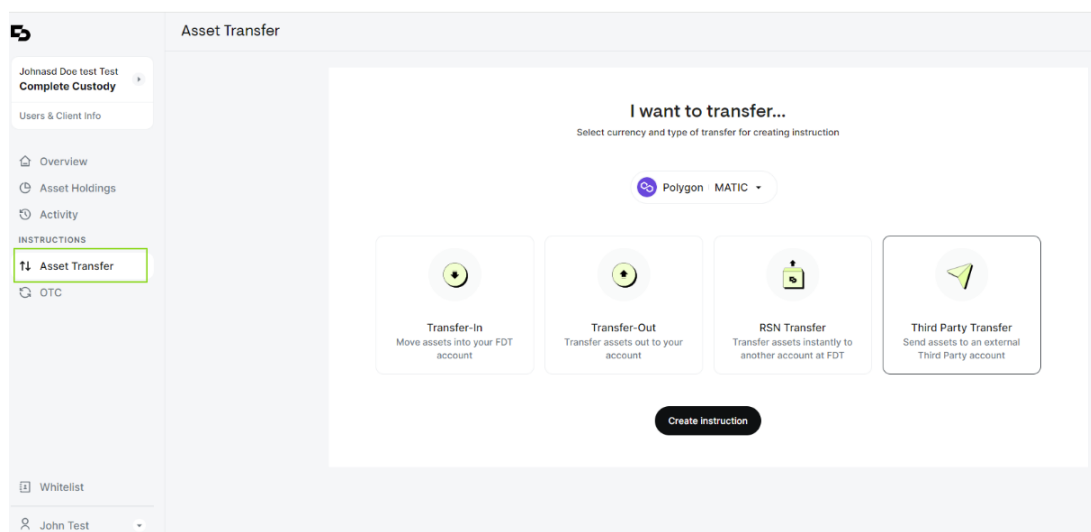 Asset Transfer
Johnasd Doe test Test
Complete Custody
Users & Client Info
Overview
Asset Holdings
Activity
INSTRUCTIONS
Asset Transfer
OTC
Whitelist
John Test
I want to transfer...
Select currency and type of transfer for creating instruction
Polygon MATIC
Transfer-In
Move assets into your FDT
account
Transfer-Out
Transfer assets out to your
account
RSN Transfer
Transfer assets instantly to
another account at FDT
Third Party Transfer
Send assets to an external
Third Party account
Create instruction